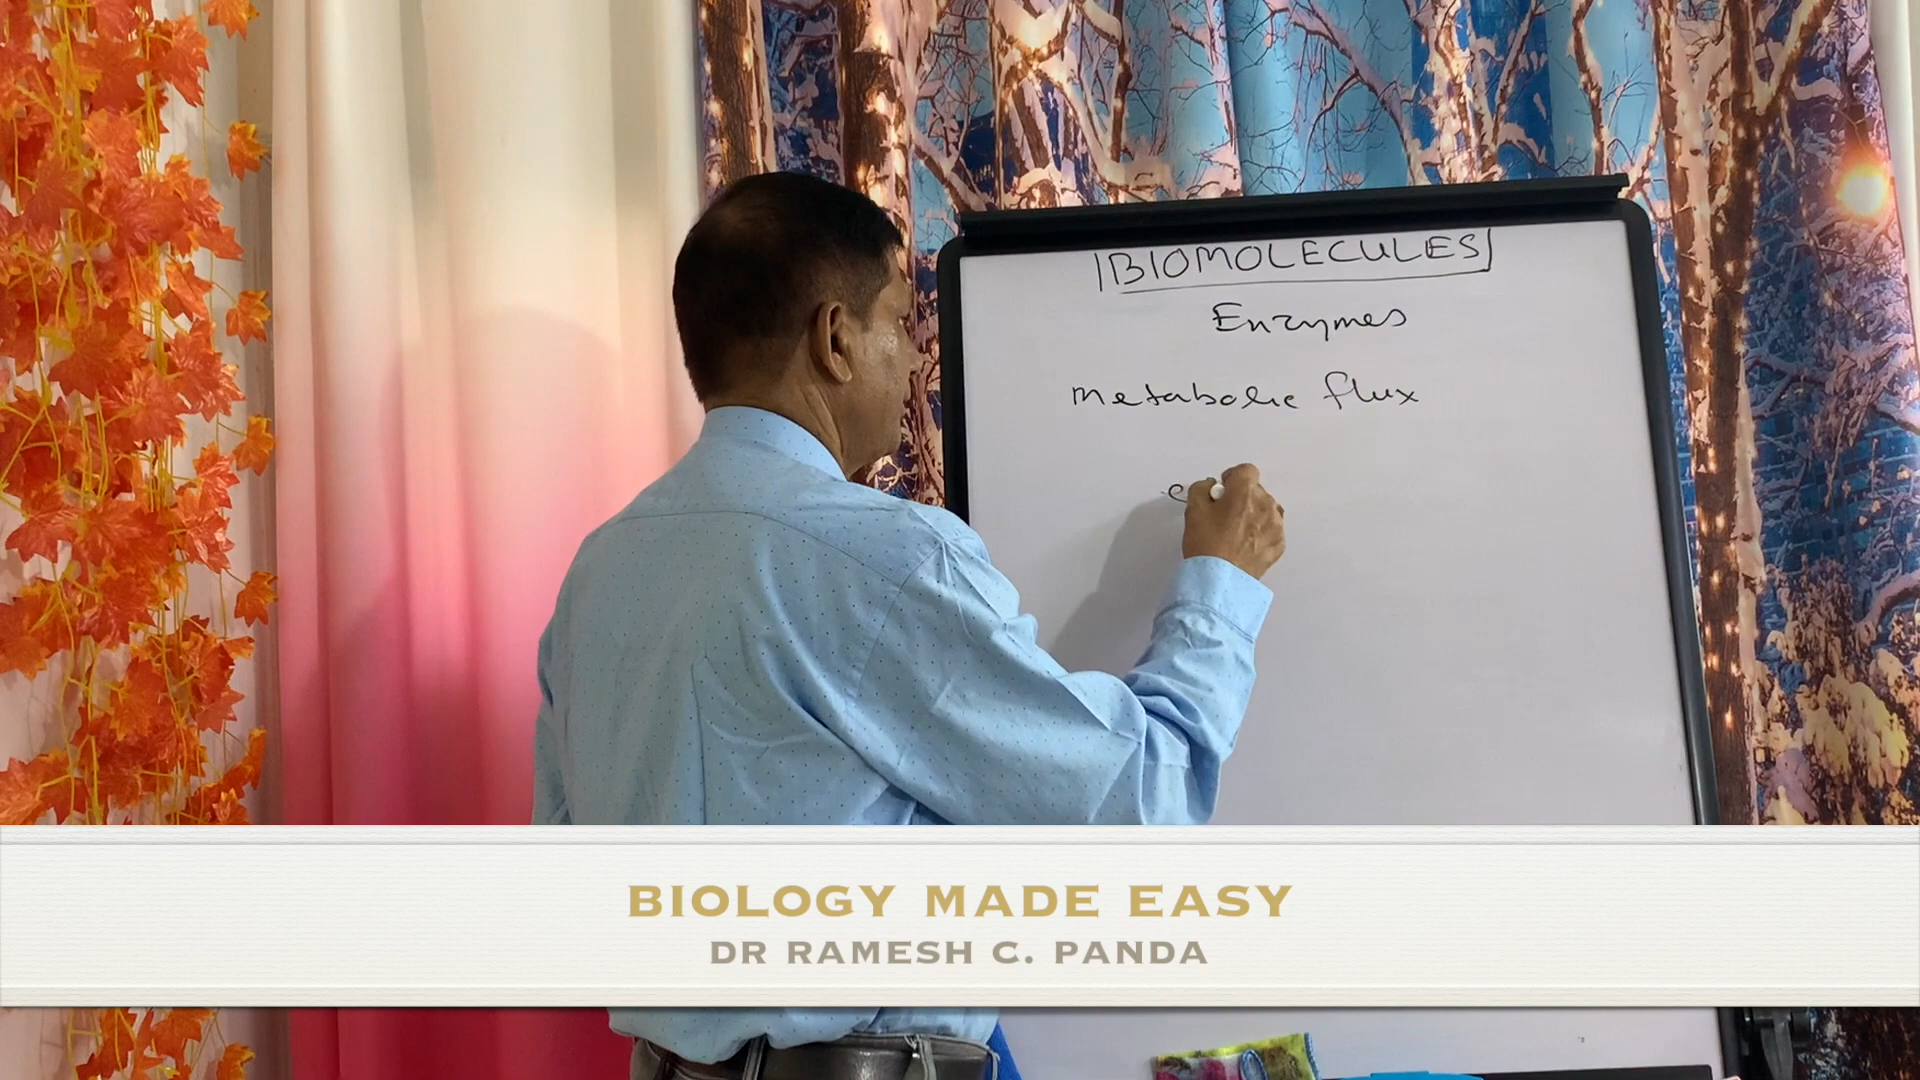 BIOMOLECULES
Enzymes
metabolic flux
e
BIOLOGY MADE EASY
DR RAMESH C. PANDA